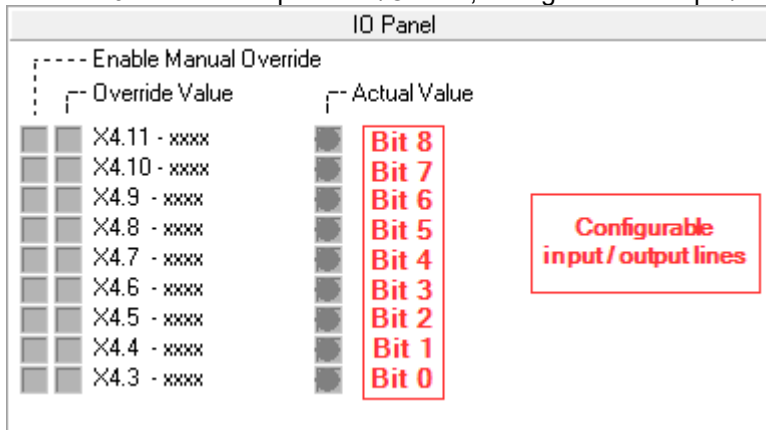 IO Panel
Enable Manual Override
Override Value Actual Value
X4.11 - xxxx Bit 8
X4.10 - xxxx Bit 7
X4.9 - xxxx Bit 6
X4.8 - xxxx Bit 5 Configurable
X4.7 - xxxx Bit 4 input / output lines
X4.6 - xxxx Bit 3
X4.5 - xxxx Bit 2
X4.4 - xxxx Bit 1
X4.3 - xxxx Bit 0